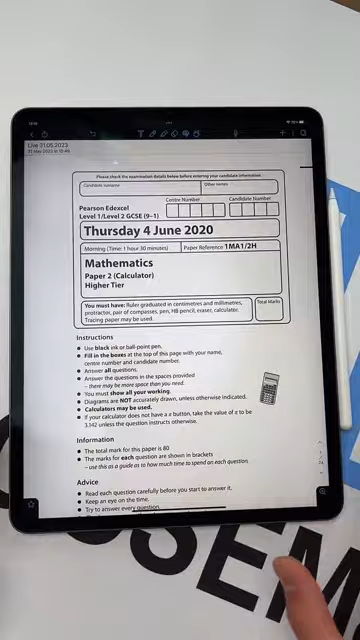 Live 31.05.2023
31 May 2023 at 10:46
Please check the examination details below before entering your candidate information
Candidate surname
Other names
Pearson Edexcel
Level 1/Level 2 GCSE (9–1)
Centre Number
Candidate Number
Thursday 4 June 2020
Morning (Time: 1 hour 30 minutes)
Paper Reference 1MA1/2H
Mathematics
Paper 2 (Calculator)
Higher Tier
You must have: Ruler graduated in centimetres and millimetres,
protractor, pair of compasses, pen, HB pencil, eraser, calculator.
Tracing paper may be used.
Total Marks
Instructions
• Use black ink or ball-point pen.
• Fill in the boxes at the top of this page with your name,
centre number and candidate number.
• Answer all questions.
• Answer the questions in the spaces provided
– there may be more space than you need.
• You must show all your working.
• Diagrams are NOT accurately drawn, unless otherwise indicated.
• Calculators may be used.
• If your calculator does not have a π button, take the value of π to be
3.142 unless the question instructs otherwise.
Information
• The total mark for this paper is 80
• The marks for each question are shown in brackets
– use this as a guide as to how much time to spend on each question.
Advice
• Read each question carefully before you start to answer it.
• Keep an eye on the time.
• Try to answer every question.
SEM